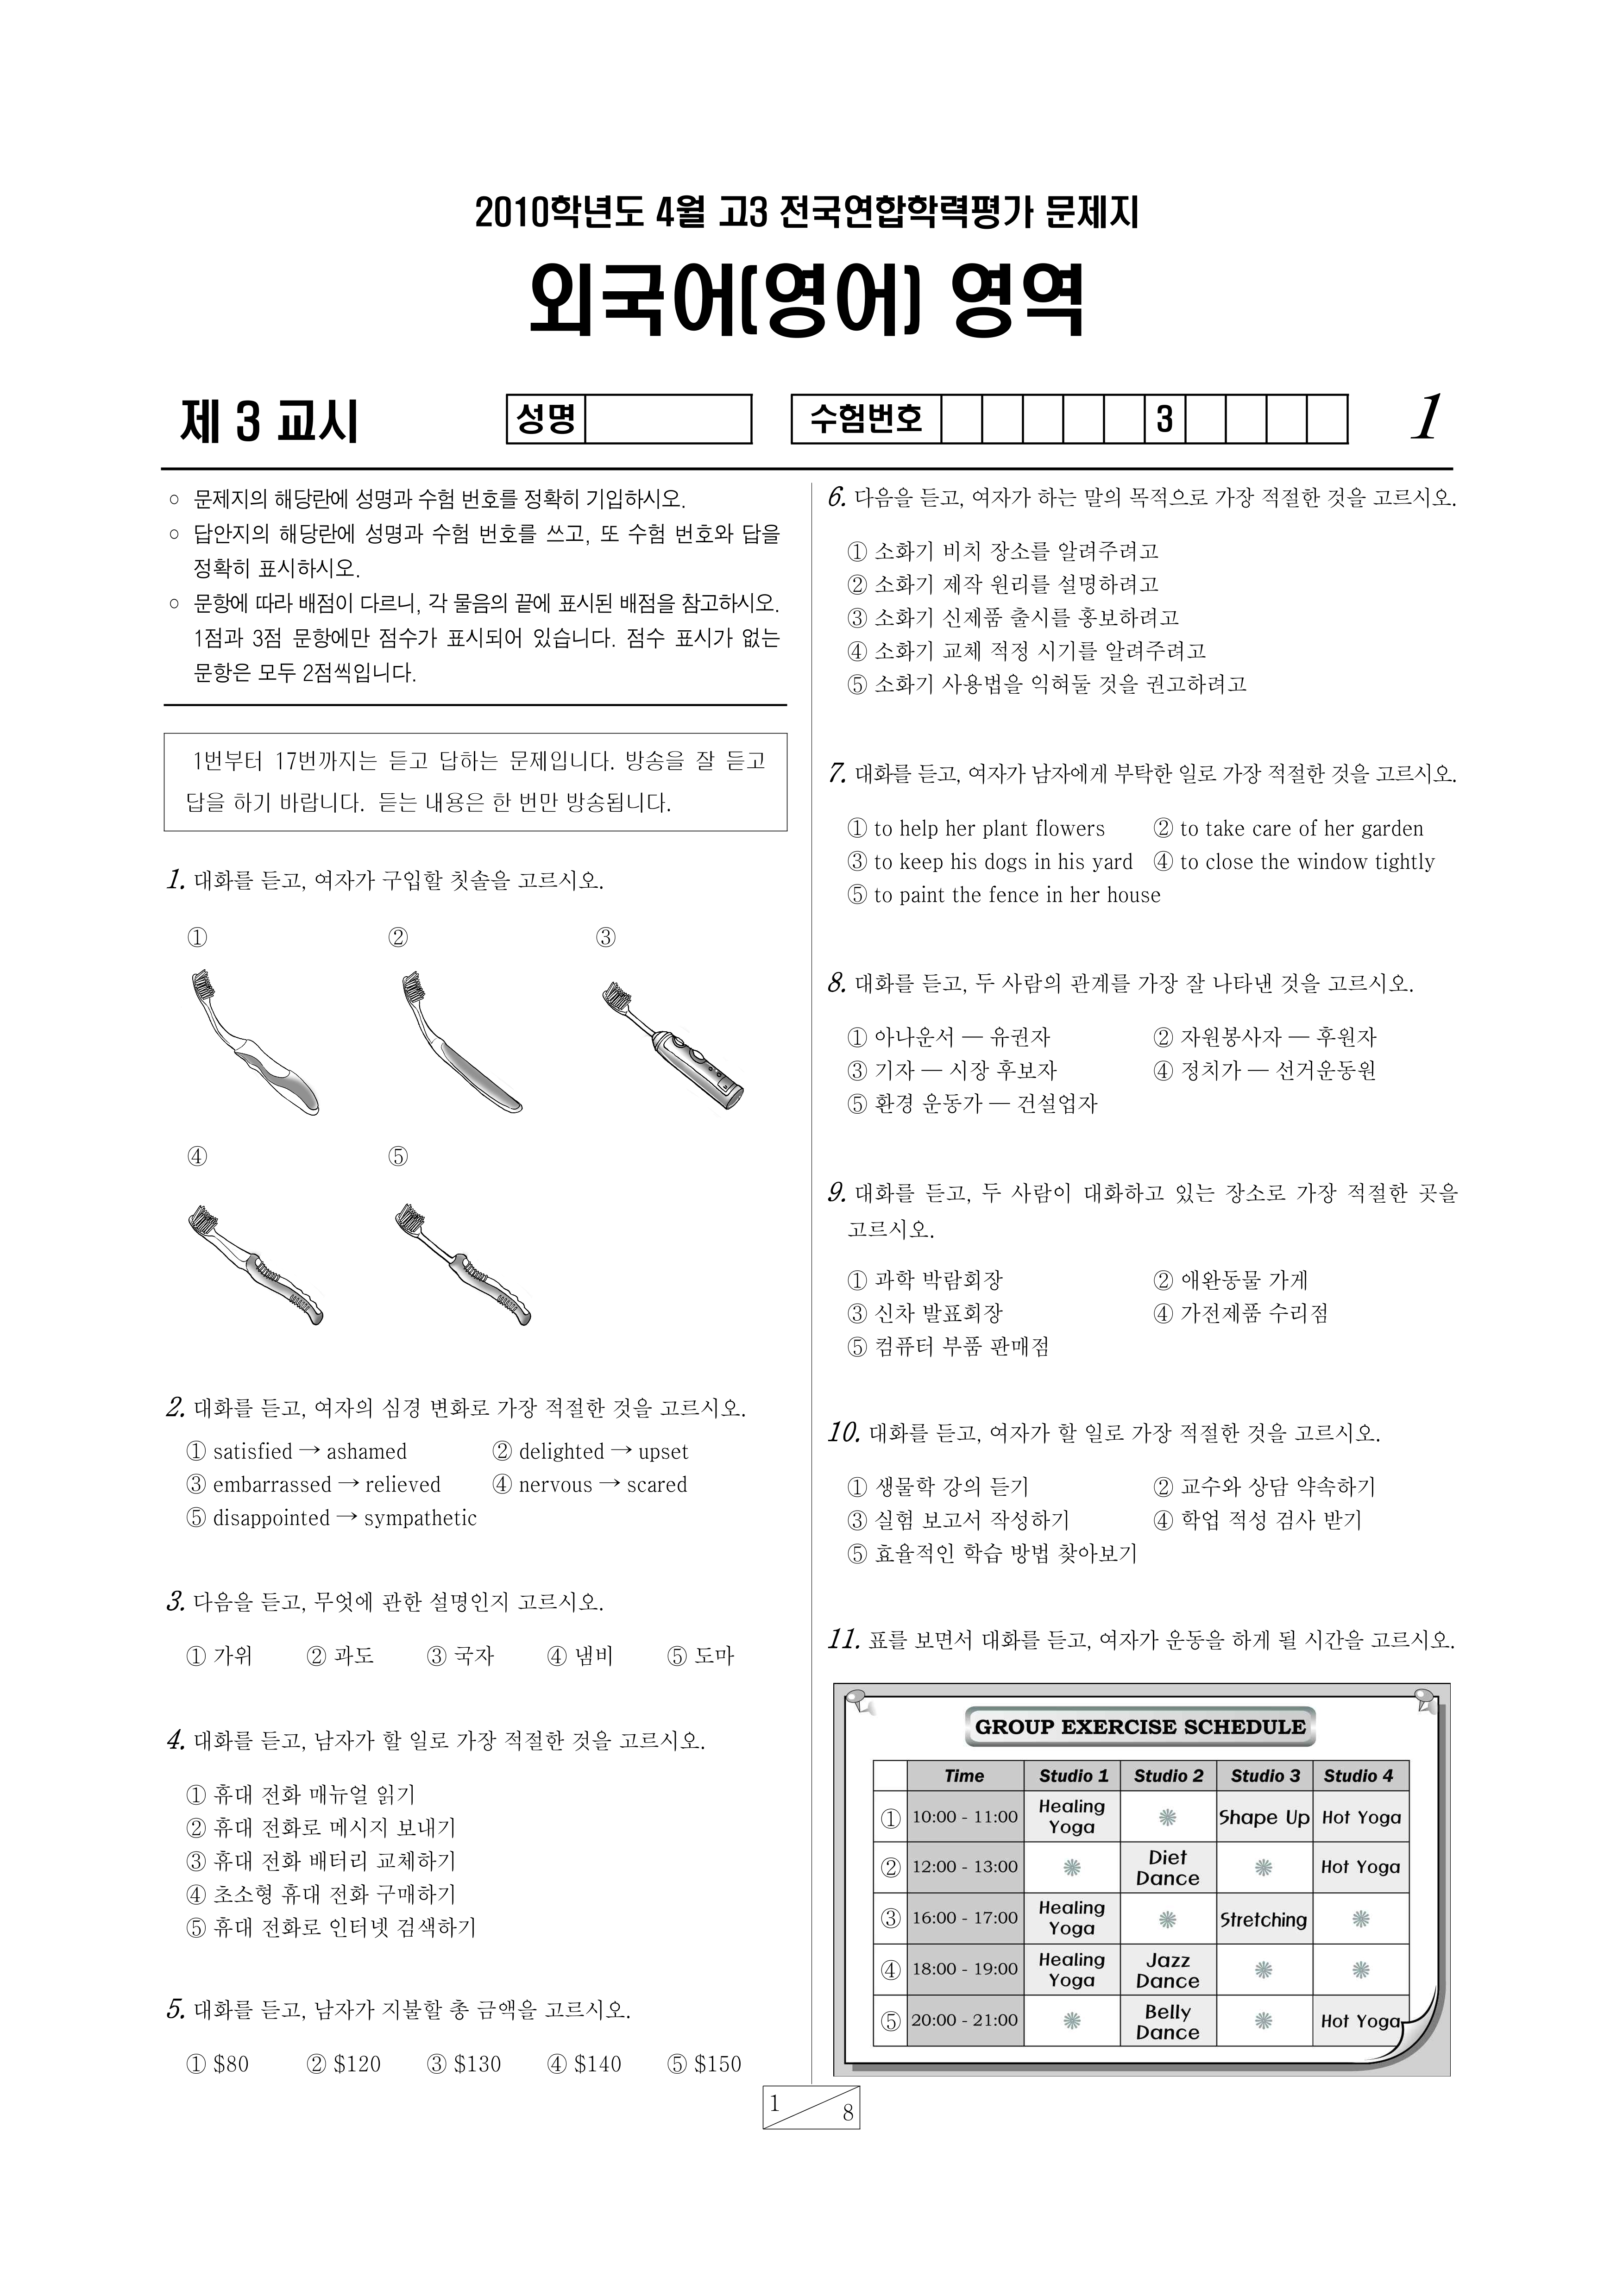 2010학년도 4월 고3 전국연합학력평가 문제지
외국어(영어) 영역
제 3 교시
성명
수험번호
3
1
○ 문제지의 해당란에 성명과 수험 번호를 정확히 기입하시오.
○ 답안지의 해당란에 성명과 수험 번호를 쓰고, 또 수험 번호와 답을
정확히 표시하시오.
○ 문항에 따라 배점이 다르니, 각 물음의 끝에 표시된 배점을 참고하시오.
1점과 3점 문항에만 점수가 표시되어 있습니다. 점수 표시가 없는
문항은 모두 2점씩입니다.
1번부터 17번까지는 듣고 답하는 문제입니다. 방송을 잘 듣고
답을 하기 바랍니다. 듣는 내용은 한 번만 방송됩니다.
1. 대화를 듣고, 여자가 구입할 칫솔을 고르시오.
① ② ③
④ ⑤
2. 대화를 듣고, 여자의 심경 변화로 가장 적절한 것을 고르시오.
① satisfied → ashamed ② delighted → upset
③ embarrassed → relieved ④ nervous → scared
⑤ disappointed → sympathetic
3. 다음을 듣고, 무엇에 관한 설명인지 고르시오.
① 가위 ② 과도 ③ 국자 ④ 냄비 ⑤ 도마
4. 대화를 듣고, 남자가 할 일로 가장 적절한 것을 고르시오.
① 휴대 전화 매뉴얼 읽기
② 휴대 전화로 메시지 보내기
③ 휴대 전화 배터리 교체하기
④ 초소형 휴대 전화 구매하기
⑤ 휴대 전화로 인터넷 검색하기
5. 대화를 듣고, 남자가 지불할 총 금액을 고르시오.
① $80 ② $120 ③ $130 ④ $140 ⑤ $150
6. 다음을 듣고, 여자가 하는 말의 목적으로 가장 적절한 것을 고르시오.
① 소화기 비치 장소를 알려주려고
② 소화기 제작 원리를 설명하려고
③ 소화기 신제품 출시를 홍보하려고
④ 소화기 교체 적정 시기를 알려주려고
⑤ 소화기 사용법을 익혀둘 것을 권고하려고
7. 대화를 듣고, 여자가 남자에게 부탁한 일로 가장 적절한 것을 고르시오.
① to help her plant flowers ② to take care of her garden
③ to keep his dogs in his yard ④ to close the window tightly
⑤ to paint the fence in her house
8. 대화를 듣고, 두 사람의 관계를 가장 잘 나타낸 것을 고르시오.
① 아나운서 — 유권자 ② 자원봉사자 — 후원자
③ 기자 — 시장 후보자 ④ 정치가 — 선거운동원
⑤ 환경 운동가 — 건설업자
9. 대화를 듣고, 두 사람이 대화하고 있는 장소로 가장 적절한 곳을
고르시오.
① 과학 박람회장 ② 애완동물 가게
③ 신차 발표회장 ④ 가전제품 수리점
⑤ 컴퓨터 부품 판매점
10. 대화를 듣고, 여자가 할 일로 가장 적절한 것을 고르시오.
① 생물학 강의 듣기 ② 교수와 상담 약속하기
③ 실험 보고서 작성하기 ④ 학업 적성 검사 받기
⑤ 효율적인 학습 방법 찾아보기
11. 표를 보면서 대화를 듣고, 여자가 운동을 하게 될 시간을 고르시오.
GROUP EXERCISE SCHEDULE
Time Studio 1 Studio 2 Studio 3 Studio 4
① 10:00 - 11:00 Healing Yoga ✺ Shape Up Hot Yoga
② 12:00 - 13:00 ✺ Diet Dance ✺ Hot Yoga
③ 16:00 - 17:00 Healing Yoga ✺ Stretching ✺
④ 18:00 - 19:00 Healing Yoga Jazz Dance ✺ ✺
⑤ 20:00 - 21:00 ✺ Belly Dance ✺ Hot Yoga
1
8